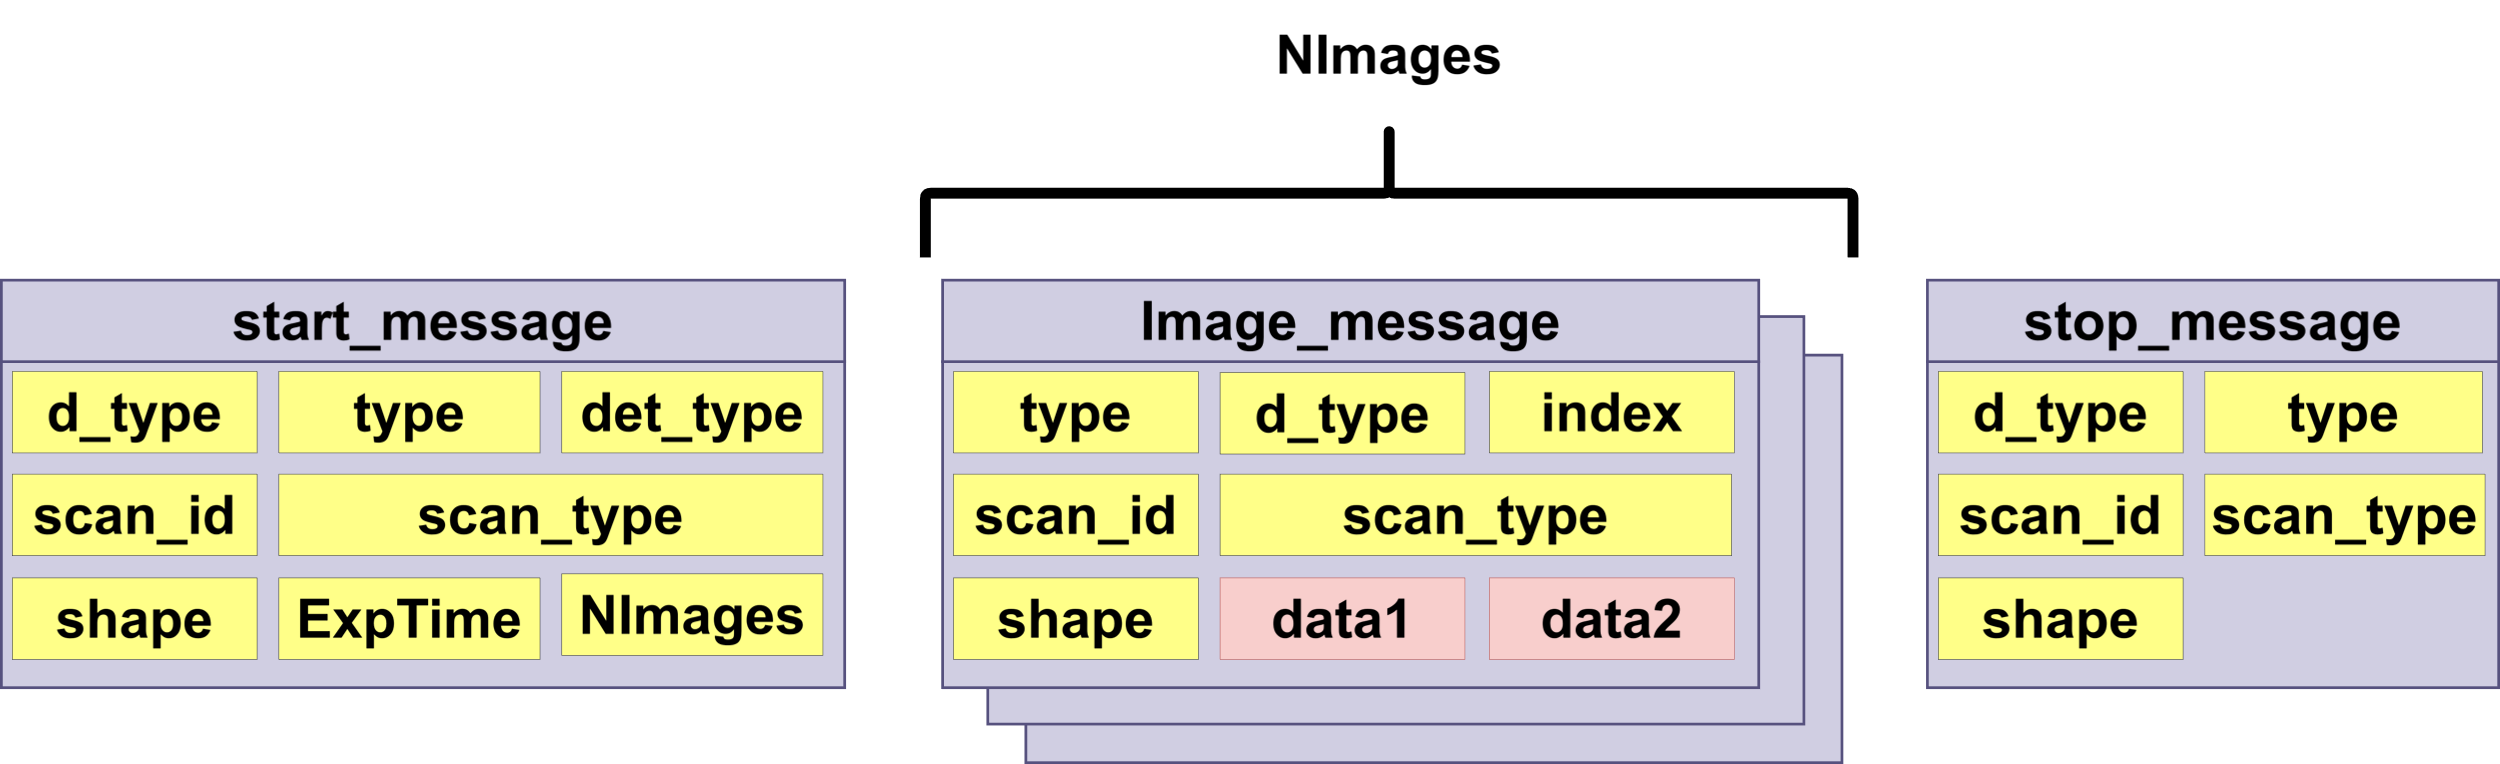 NImages
start_message
d_type type det_type
scan_id scan_type
shape ExpTime NImages
Image_message
type d_type index
scan_id scan_type
shape data1 data2
stop_message
d_type type
scan_id scan_type
shape